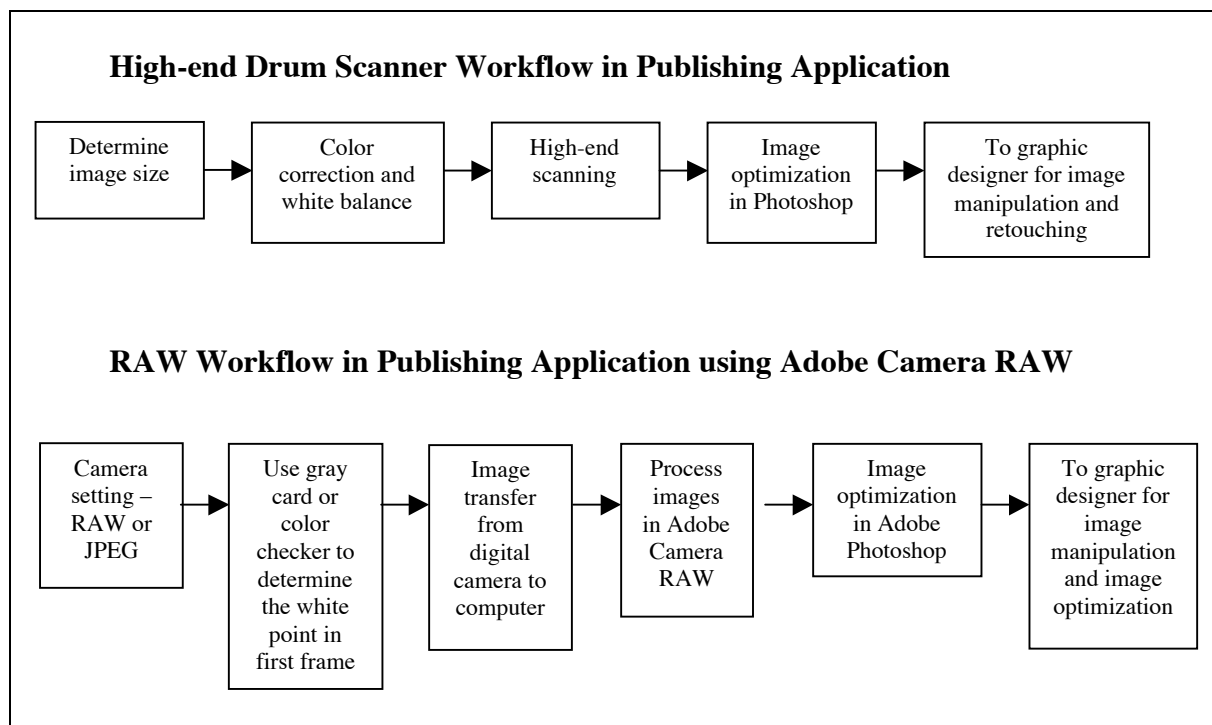 High-end Drum Scanner Workflow in Publishing Application
Determine
image size
Color
correction and
white balance
High-end
scanning
Image
optimization
in Photoshop
To graphic
designer for image
manipulation and
retouching
RAW Workflow in Publishing Application using Adobe Camera RAW
Camera
setting –
RAW or
JPEG
Use gray
card or
color
checker to
determine
the white
point in
first frame
Image
transfer
from
digital
camera to
computer
Process
images
in Adobe
Camera
RAW
Image
optimization
in Adobe
Photoshop
To graphic
designer for
image
manipulation
and image
optimization